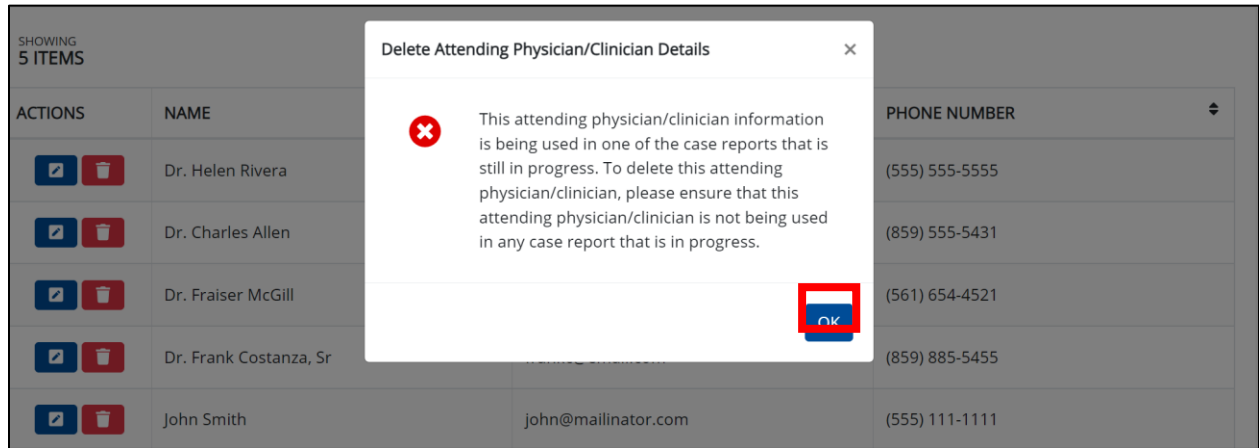 SHOWING
5 ITEMS
Delete Attending Physician/Clinician Details ×
ACTIONS NAME PHONE NUMBER
This attending physician/clinician information
is being used in one of the case reports that is
still in progress. To delete this attending
physician/clinician, please ensure that this
attending physician/clinician is not being used
in any case report that is in progress.
OK
Dr. Helen Rivera (555) 555-5555
Dr. Charles Allen (859) 555-5431
Dr. Fraiser McGill (561) 654-4521
Dr. Frank Costanza, Sr (859) 885-5455
John Smith john@mailinator.com (555) 111-1111